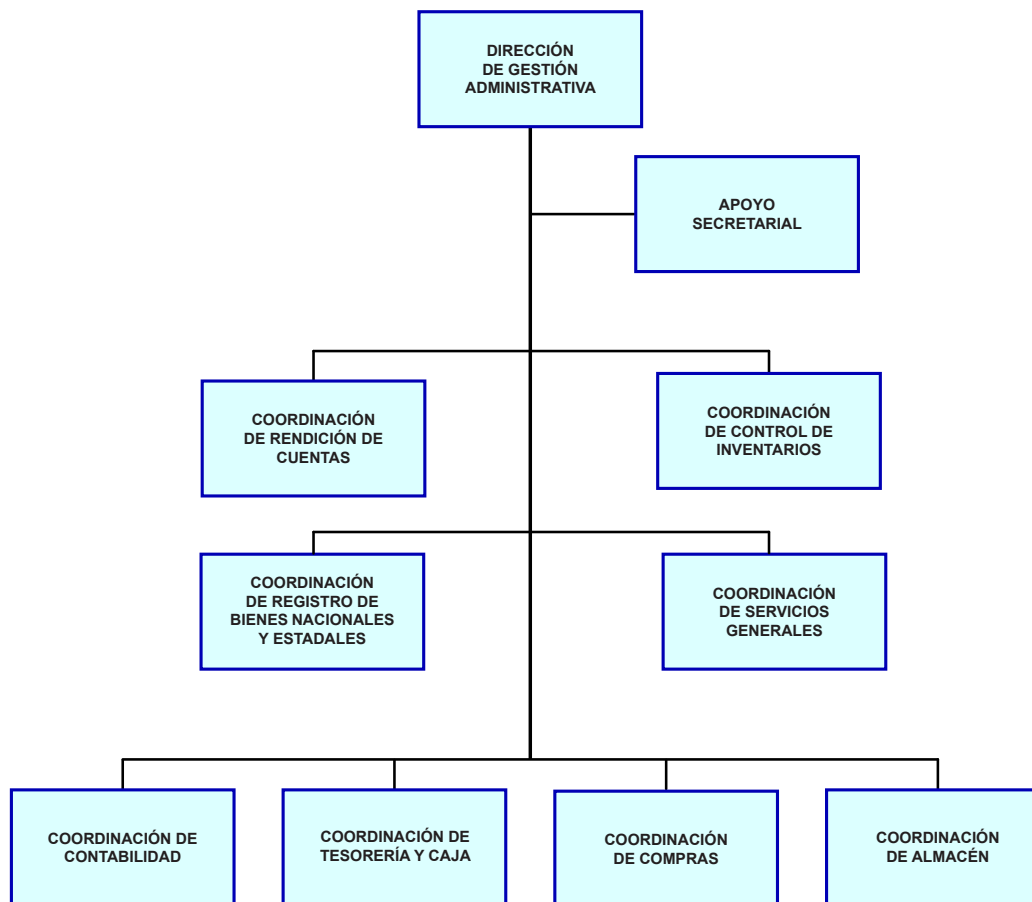 DIRECCIÓN
DE GESTIÓN
ADMINISTRATIVA
APOYO
SECRETARIAL
COORDINACIÓN
DE RENDICIÓN DE
CUENTAS
COORDINACIÓN
DE CONTROL DE
INVENTARIOS
COORDINACIÓN
DE REGISTRO DE
BIENES NACIONALES
Y ESTADALES
COORDINACIÓN
DE SERVICIOS
GENERALES
COORDINACIÓN DE
CONTABILIDAD
COORDINACIÓN DE
TESORERÍA Y CAJA
COORDINACIÓN
DE COMPRAS
COORDINACIÓN
DE ALMACÉN